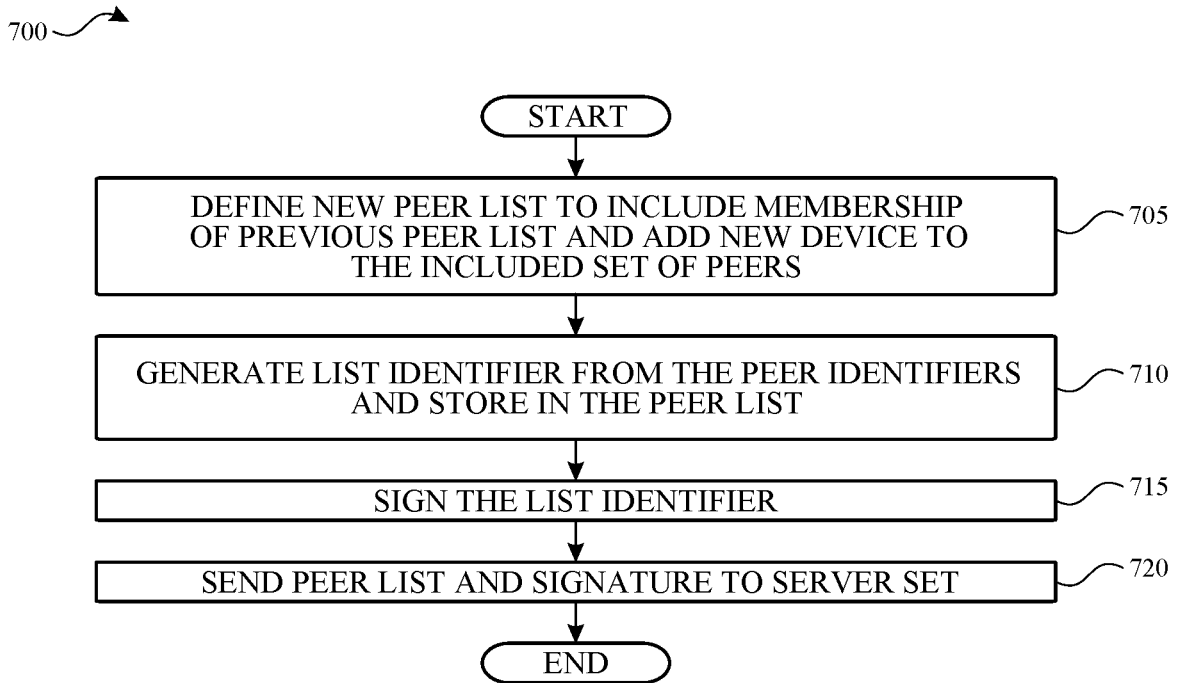 700
START
DEFINE NEW PEER LIST TO INCLUDE MEMBERSHIP
OF PREVIOUS PEER LIST AND ADD NEW DEVICE TO
THE INCLUDED SET OF PEERS
705
GENERATE LIST IDENTIFIER FROM THE PEER IDENTIFIERS
AND STORE IN THE PEER LIST
710
SIGN THE LIST IDENTIFIER
715
SEND PEER LIST AND SIGNATURE TO SERVER SET
720
END